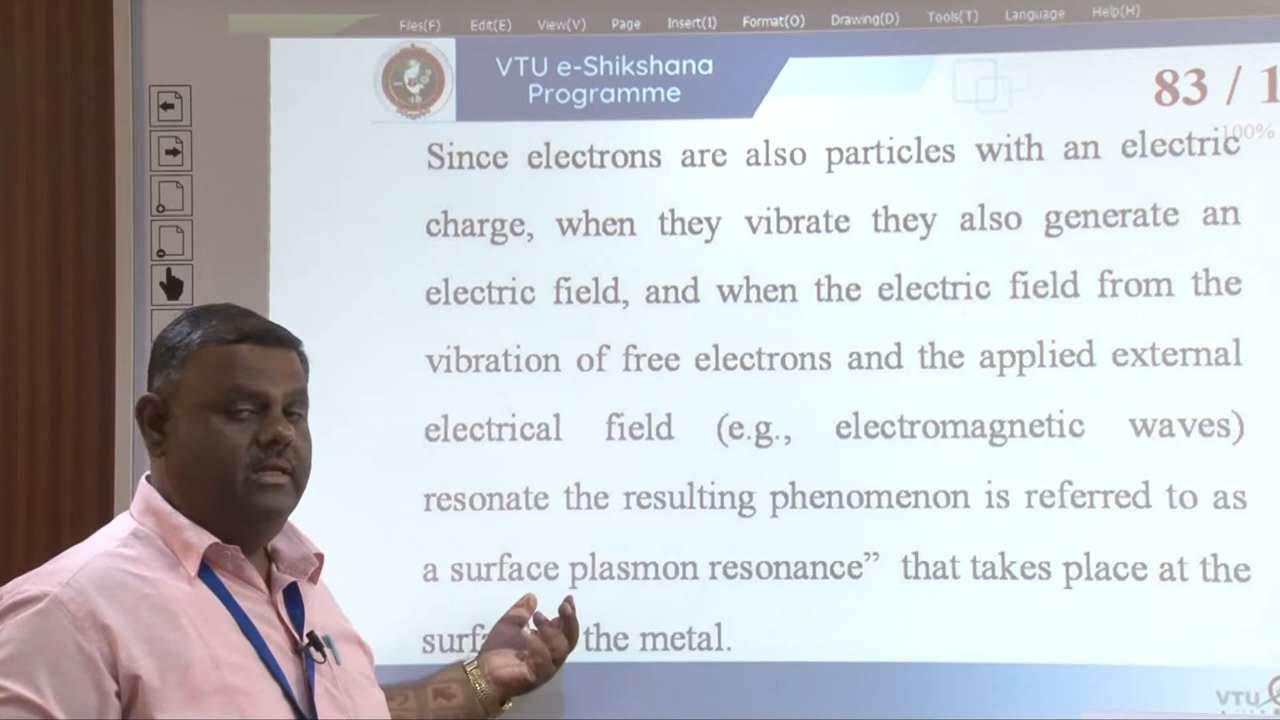 Files(F) Edit(E) View(V) Page Insert(I) Format(O) Drawing(D) Tools(T) Language Help(H)
VTU e-Shikshana
Programme
83 / 1
100%
Since electrons are also particles with an electric
charge, when they vibrate they also generate an
electric field, and when the electric field from the
vibration of free electrons and the applied external
electrical field (e.g., electromagnetic waves)
resonate the resulting phenomenon is referred to as
a surface plasmon resonance” that takes place at the
surf the metal.
VTU